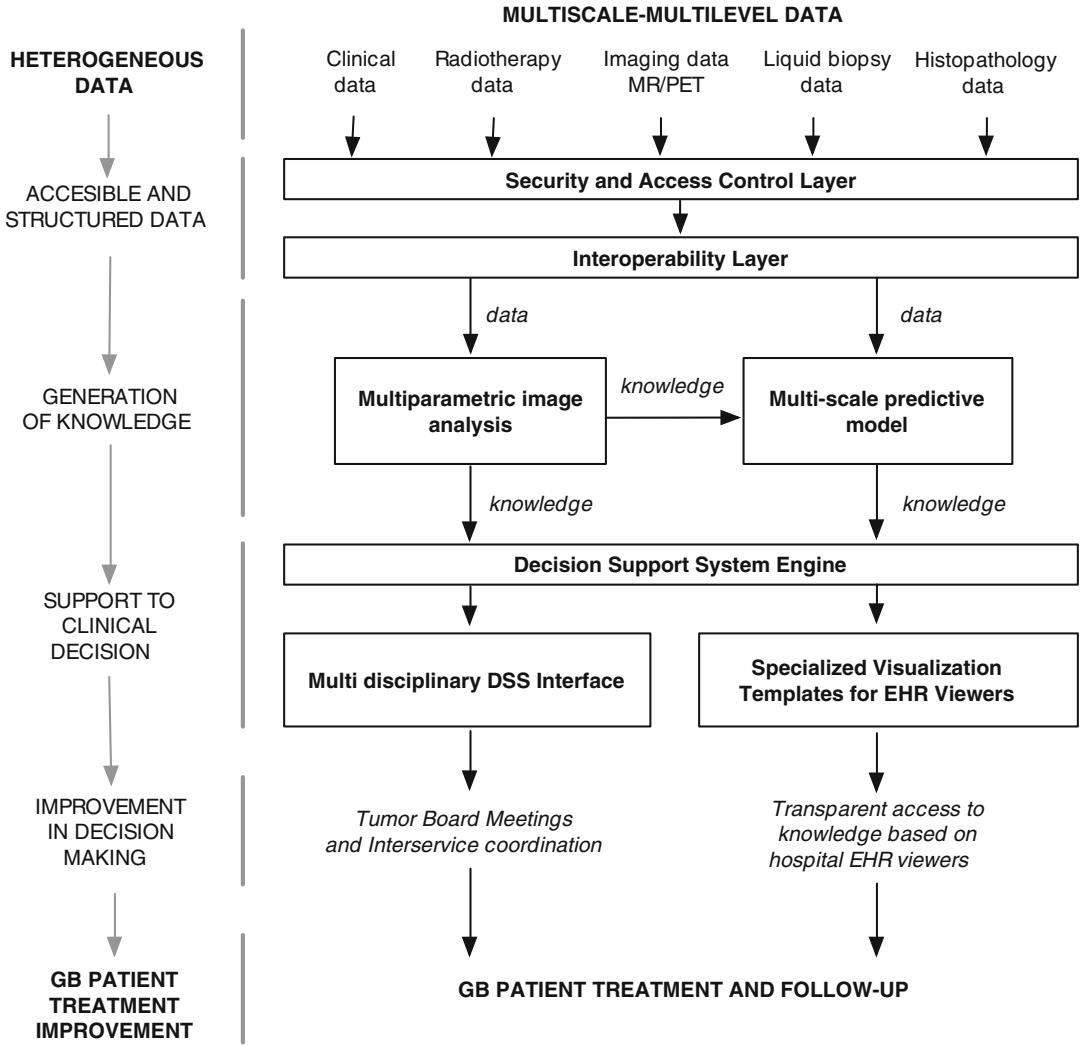 MULTISCALE-MULTILEVEL DATA
HETEROGENEOUS
DATA
Clinical
data
Radiotherapy
data
Imaging data
MR/PET
Liquid biopsy
data
Histopathology
data
ACCESIBLE AND
STRUCTURED DATA
Security and Access Control Layer
Interoperability Layer
data
data
GENERATION
OF KNOWLEDGE
Multiparametric image
analysis
knowledge
Multi-scale predictive
model
knowledge
knowledge
SUPPORT TO
CLINICAL
DECISION
Decision Support System Engine
Multi disciplinary DSS Interface
Specialized Visualization
Templates for EHR Viewers
IMPROVEMENT
IN DECISION
MAKING
Tumor Board Meetings
and Interservice coordination
Transparent access to
knowledge based on
hospital EHR viewers
GB PATIENT
TREATMENT
IMPROVEMENT
GB PATIENT TREATMENT AND FOLLOW-UP